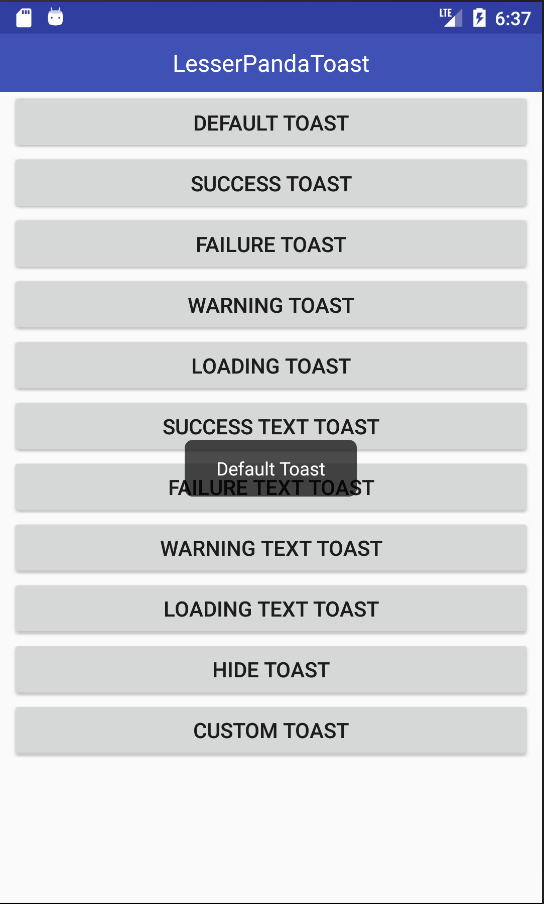 LTE 6:37
LesserPandaToast
DEFAULT TOAST
SUCCESS TOAST
FAILURE TOAST
WARNING TOAST
LOADING TOAST
SUCCESS TEXT TOAST
Default Toast
FAILURE TEXT TOAST
WARNING TEXT TOAST
LOADING TEXT TOAST
HIDE TOAST
CUSTOM TOAST